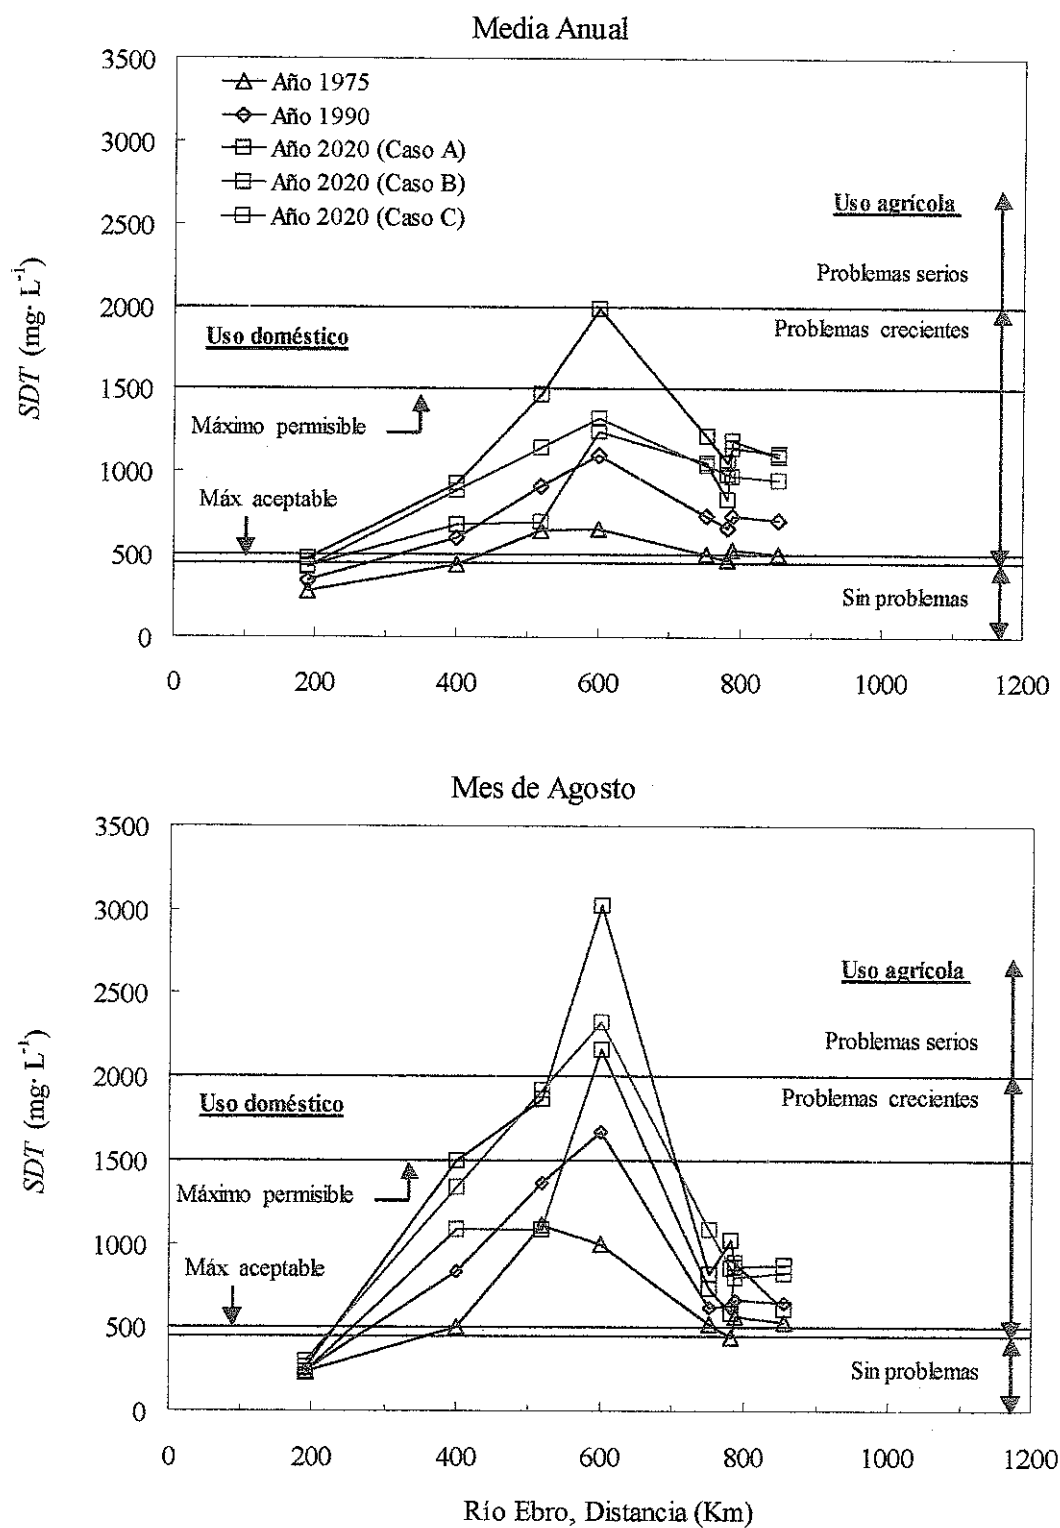 Media Anual
3500
3000
2500
2000
1500
1000
500
0
SDT (mg· L⁻¹)
Año 1975
Año 1990
Año 2020 (Caso A)
Año 2020 (Caso B)
Año 2020 (Caso C)
Uso agrícola
Problemas serios
Problemas crecientes
Uso doméstico
Máximo permisible
Máx aceptable
Sin problemas
0 200 400 600 800 1000 1200
Mes de Agosto
3500
3000
2500
2000
1500
1000
500
0
SDT (mg· L⁻¹)
Uso agrícola
Problemas serios
Problemas crecientes
Uso doméstico
Máximo permisible
Máx aceptable
Sin problemas
0 200 400 600 800 1000 1200
Río Ebro, Distancia (Km)